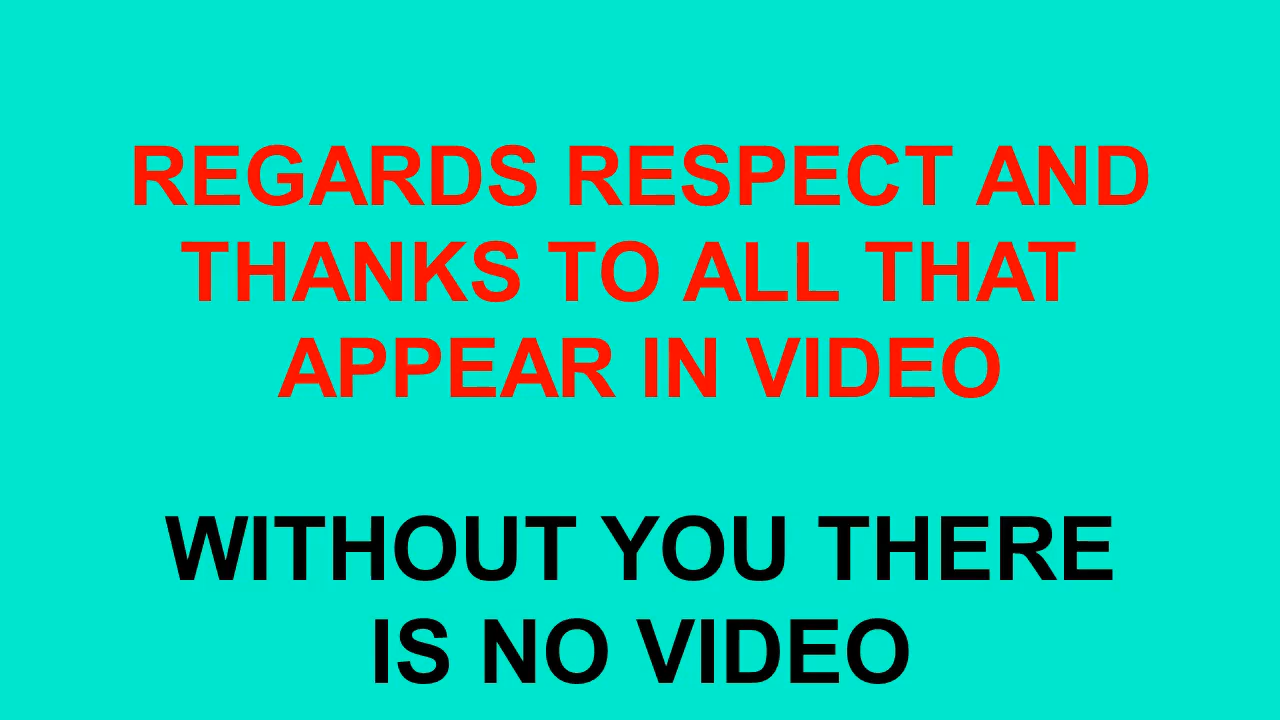 REGARDS RESPECT AND
THANKS TO ALL THAT
APPEAR IN VIDEO
WITHOUT YOU THERE
IS NO VIDEO